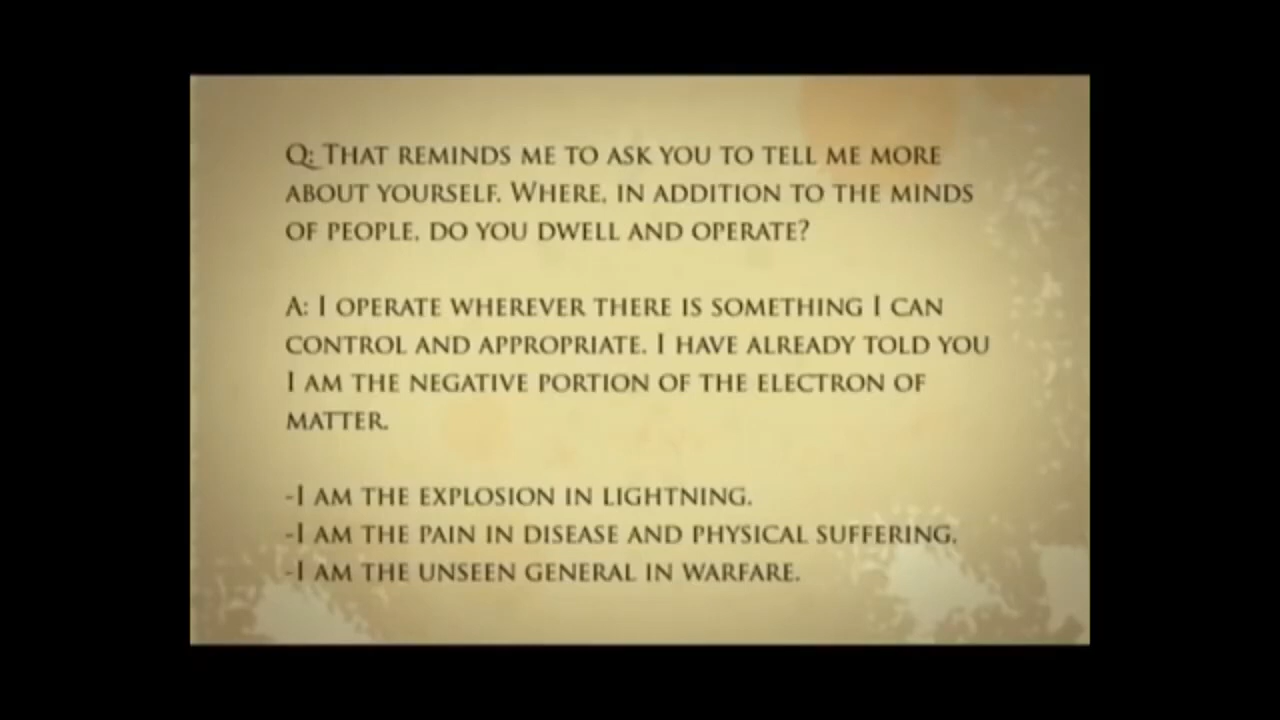 Q: That reminds me to ask you to tell me more
about yourself. Where, in addition to the minds
of people, do you dwell and operate?
A: I operate wherever there is something I can
control and appropriate. I have already told you
I am the negative portion of the electron of
matter.
-I am the explosion in lightning.
-I am the pain in disease and physical suffering.
-I am the unseen general in warfare.